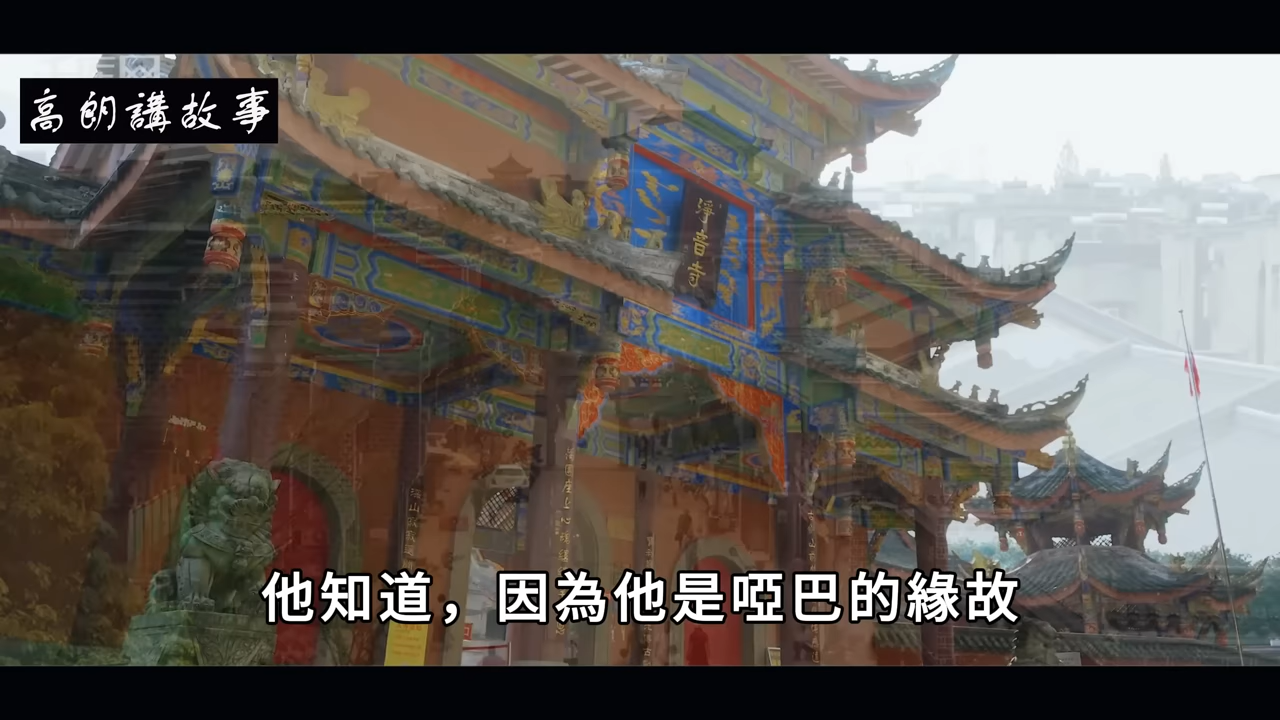 高朗講故事
淨音寺
他知道，因為他是啞巴的緣故